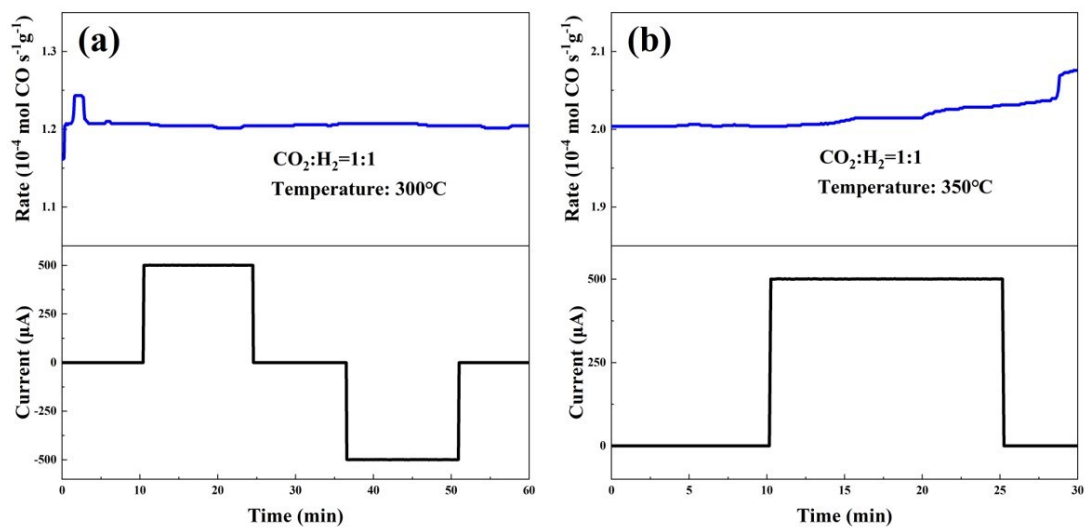 (a)
Rate (10⁻⁴ mol CO s⁻¹g⁻¹)
1.3
1.2
1.1
CO₂:H₂=1:1
Temperature: 300°C
Current (μA)
500
250
0
-250
-500
0 10 20 30 40 50 60
Time (min)
(b)
Rate (10⁻⁴ mol CO s⁻¹g⁻¹)
2.1
2.0
1.9
CO₂:H₂=1:1
Temperature: 350°C
Current (μA)
500
250
0
0 5 10 15 20 25 30
Time (min)